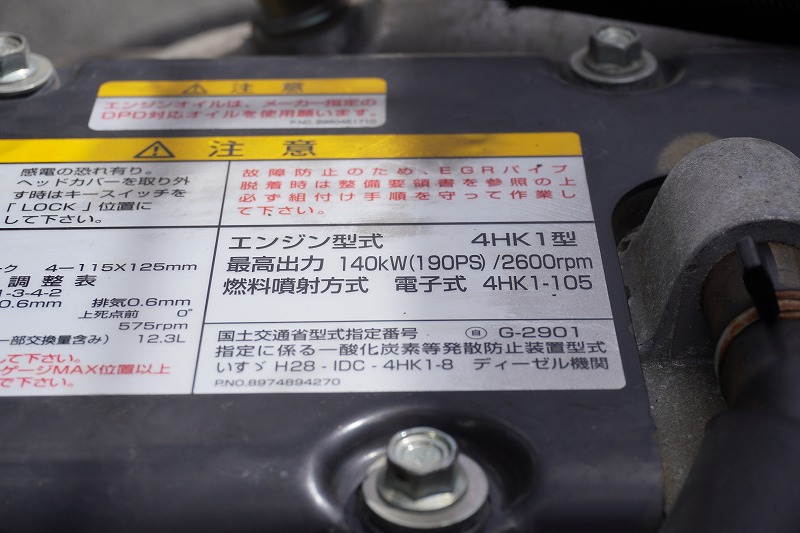 注意
エンジンオイルは、メーカー指定の
DPD対応オイルを使用願います。
注意
感電の恐れ有り。
ヘッドカバーを取り外
す時はキースイッチを
「LOCK」位置に
して下さい。
故障防止のため、EGRパイプ
脱着時は整備要領書を参照の上
必ず組付け手順を守って作業し
て下さい。
エンジン型式 4HK1型
最高出力 140kW(190PS)/2600rpm
燃料噴射方式 電子式 4HK1-105
ーク 4-115X125mm
調整表
1-3-4-2
0.6mm 排気0.6mm
上死点前 0°
575rpm
一部交換量含み) 12.3L
して下さい。
ゲージMAX位置以上
で下さい。
国土交通省型式指定番号 自 G-2901
指定に係る一酸化炭素等発散防止装置型式
いすゞ H28-IDC-4HK1-8 ディーゼル機関
P.NO.8974894270